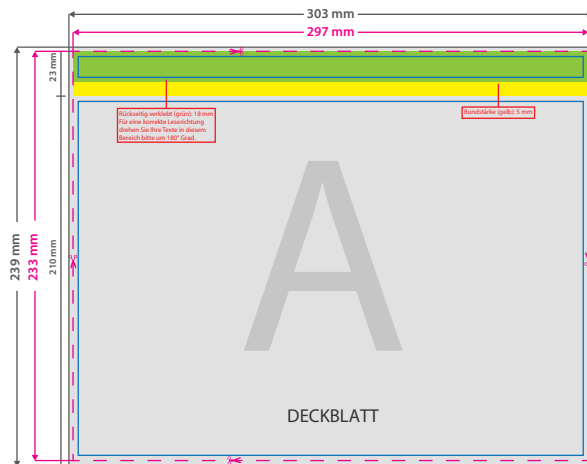 303 mm
297 mm
23 mm
Rückseitig verklebt (grün): 18 mm
Für eine korrekte Leserichtung
drehen Sie Ihre Texte in diesem
Bereich bitte um 180° Grad.
Bundstärke (gelb): 5 mm
239 mm
233 mm
210 mm
A
DECKBLATT